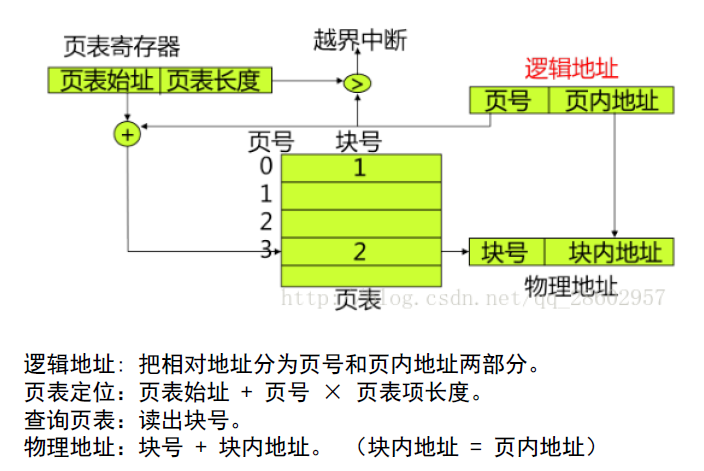 页表寄存器
越界中断
逻辑地址
页表始址 页表长度
>
页号 页内地址
+
页号 块号
0 1
1
2
3 2
块号 块内地址
页表
物理地址
http://blog.csdn.net/qq_28602957
逻辑地址: 把相对地址分为页号和页内地址两部分。
页表定位: 页表始址 + 页号 × 页表项长度。
查询页表: 读出块号。
物理地址: 块号 + 块内地址。 （块内地址 = 页内地址）